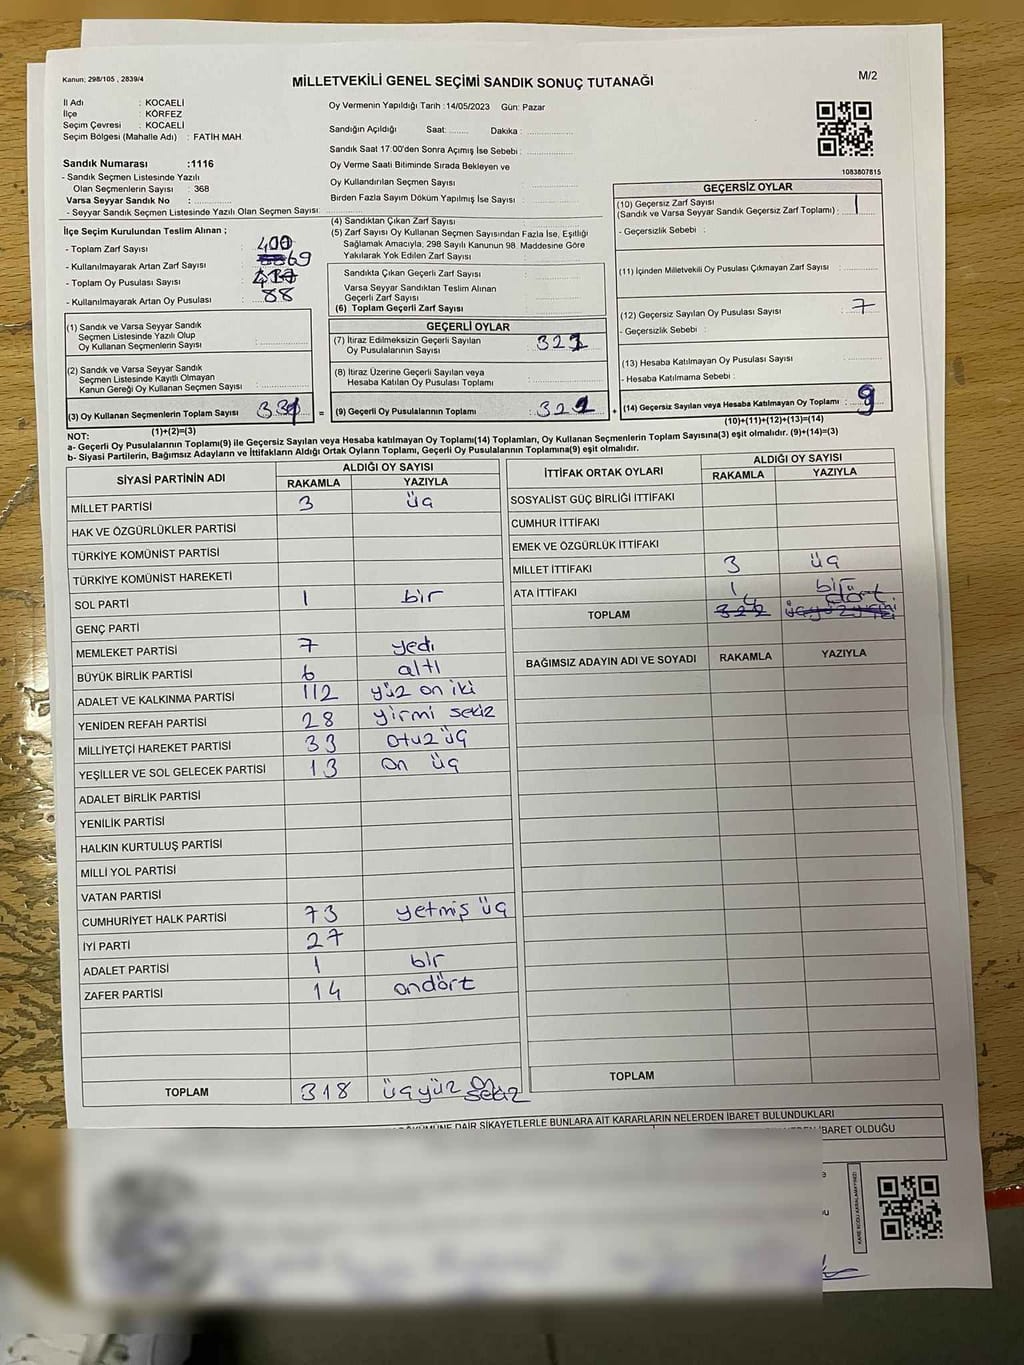 Kanun; 298/105 , 2839/4
MİLLETVEKİLİ GENEL SEÇİMİ SANDIK SONUÇ TUTANAĞI
M/2
İl Adı : KOCAELİ
İlçe : KÖRFEZ
Seçim Çevresi : KOCAELİ
Seçim Bölgesi (Mahalle Adı) : FATİH MAH.
Sandık Numarası :1116
- Sandık Seçmen Listesinde Yazılı
Olan Seçmenlerin Sayısı : 368
Varsa Seyyar Sandık No :
- Seyyar Sandık Seçmen Listesinde Yazılı Olan Seçmen Sayısı:
Oy Vermenin Yapıldığı Tarih :14/05/2023 Gün: Pazar
Sandığın Açıldığı Saat: Dakika :
Sandık Saat 17:00'den Sonra Açılmış İse Sebebi :
Oy Verme Saati Bitiminde Sırada Bekleyen ve
Oy Kullandırılan Seçmen Sayısı :
Birden Fazla Sayım Döküm Yapılmış İse Sayısı :
1083807815
İlçe Seçim Kurulundan Teslim Alınan ;
- Toplam Zarf Sayısı : 400
- Kullanılmayarak Artan Zarf Sayısı : 69
- Toplam Oy Pusulası Sayısı :
- Kullanılmayarak Artan Oy Pusulası : 88
(1) Sandık ve Varsa Seyyar Sandık
Seçmen Listesinde Yazılı Olup
Oy Kullanan Seçmenlerin Sayısı :
(2) Sandık ve Varsa Seyyar Sandık
Seçmen Listesinde Kayıtlı Olmayan
Kanun Gereği Oy Kullanan Seçmen Sayısı :
(3) Oy Kullanan Seçmenlerin Toplam Sayısı :
(1)+(2)=(3)
(4) Sandıktan Çıkan Zarf Sayısı :
(5) Zarf Sayısı Oy Kullanan Seçmen Sayısından Fazla İse, Eşitliği
Sağlamak Amacıyla, 298 Sayılı Kanunun 98. Maddesine Göre
Yakılarak Yok Edilen Zarf Sayısı :
Sandıkta Çıkan Geçerli Zarf Sayısı :
Varsa Seyyar Sandıktan Teslim Alınan
Geçerli Zarf Sayısı :
(6) Toplam Geçerli Zarf Sayısı :
GEÇERLİ OYLAR
(7) İtiraz Edilmeksizin Geçerli Sayılan
Oy Pusulalarının Sayısı :
(8) İtiraz Üzerine Geçerli Sayılan veya
Hesaba Katılan Oy Pusulası Toplamı :
= (9) Geçerli Oy Pusulalarının Toplamı :
GEÇERSİZ OYLAR
(10) Geçersiz Zarf Sayısı
(Sandık ve Varsa Seyyar Sandık Geçersiz Zarf Toplamı) : 1
- Geçersizlik Sebebi :
(11) İçinden Milletvekili Oy Pusulası Çıkmayan Zarf Sayısı :
(12) Geçersiz Sayılan Oy Pusulası Sayısı : 7
- Geçersizlik Sebebi :
(13) Hesaba Katılmayan Oy Pusulası Sayısı :
- Hesaba Katılmama Sebebi :
+ (14) Geçersiz Sayılan veya Hesaba Katılmayan Oy Toplamı : 9
(10)+(11)+(12)+(13)=(14)
NOT:
a- Geçerli Oy Pusulalarının Toplamı(9) ile Geçersiz Sayılan veya Hesaba katılmayan Oy Toplamı(14) Toplamları, Oy Kullanan Seçmenlerin Toplam Sayısına(3) eşit olmalıdır. (9)+(14)=(3)
b- Siyasi Partilerin, Bağımsız Adayların ve İttifakların Aldığı Ortak Oyların Toplamı, Geçerli Oy Pusulalarının Toplamına(9) eşit olmalıdır.
SİYASİ PARTİNİN ADI
ALDIĞI OY SAYISI
RAKAMLA YAZIYLA
MİLLET PARTİSİ 3 üç
HAK VE ÖZGÜRLÜKLER PARTİSİ
TÜRKİYE KOMÜNİST PARTİSİ
TÜRKİYE KOMÜNİST HAREKETİ
SOL PARTİ 1 bir
GENÇ PARTİ
MEMLEKET PARTİSİ 7 yedi
BÜYÜK BİRLİK PARTİSİ 6 altı
ADALET VE KALKINMA PARTİSİ 112 yüz on iki
YENİDEN REFAH PARTİSİ 28 yirmi sekiz
MİLLİYETÇİ HAREKET PARTİSİ 33 otuz üç
YEŞİLLER VE SOL GELECEK PARTİSİ 13 on üç
ADALET BİRLİK PARTİSİ
YENİLİK PARTİSİ
HALKIN KURTULUŞ PARTİSİ
MİLLİ YOL PARTİSİ
VATAN PARTİSİ
CUMHURİYET HALK PARTİSİ 73 yetmiş üç
İYİ PARTİ 27
ADALET PARTİSİ 1 bir
ZAFER PARTİSİ 14 ondört
TOPLAM 318 üçyüz on sekiz
İTTİFAK ORTAK OYLARI
ALDIĞI OY SAYISI
RAKAMLA YAZIYLA
SOSYALİST GÜÇ BİRLİĞİ İTTİFAKI
CUMHUR İTTİFAKI
EMEK VE ÖZGÜRLÜK İTTİFAKI
MİLLET İTTİFAKI 3 üç
ATA İTTİFAKI 1 bir
TOPLAM 4 dört
BAĞIMSIZ ADAYIN ADI VE SOYADI RAKAMLA YAZIYLA
TOPLAM
DAİR ŞİKAYETLERLE BUNLARA AİT KARARLARIN NELERDEN İBARET BULUNDUKLARI
İBARET OLDUĞU